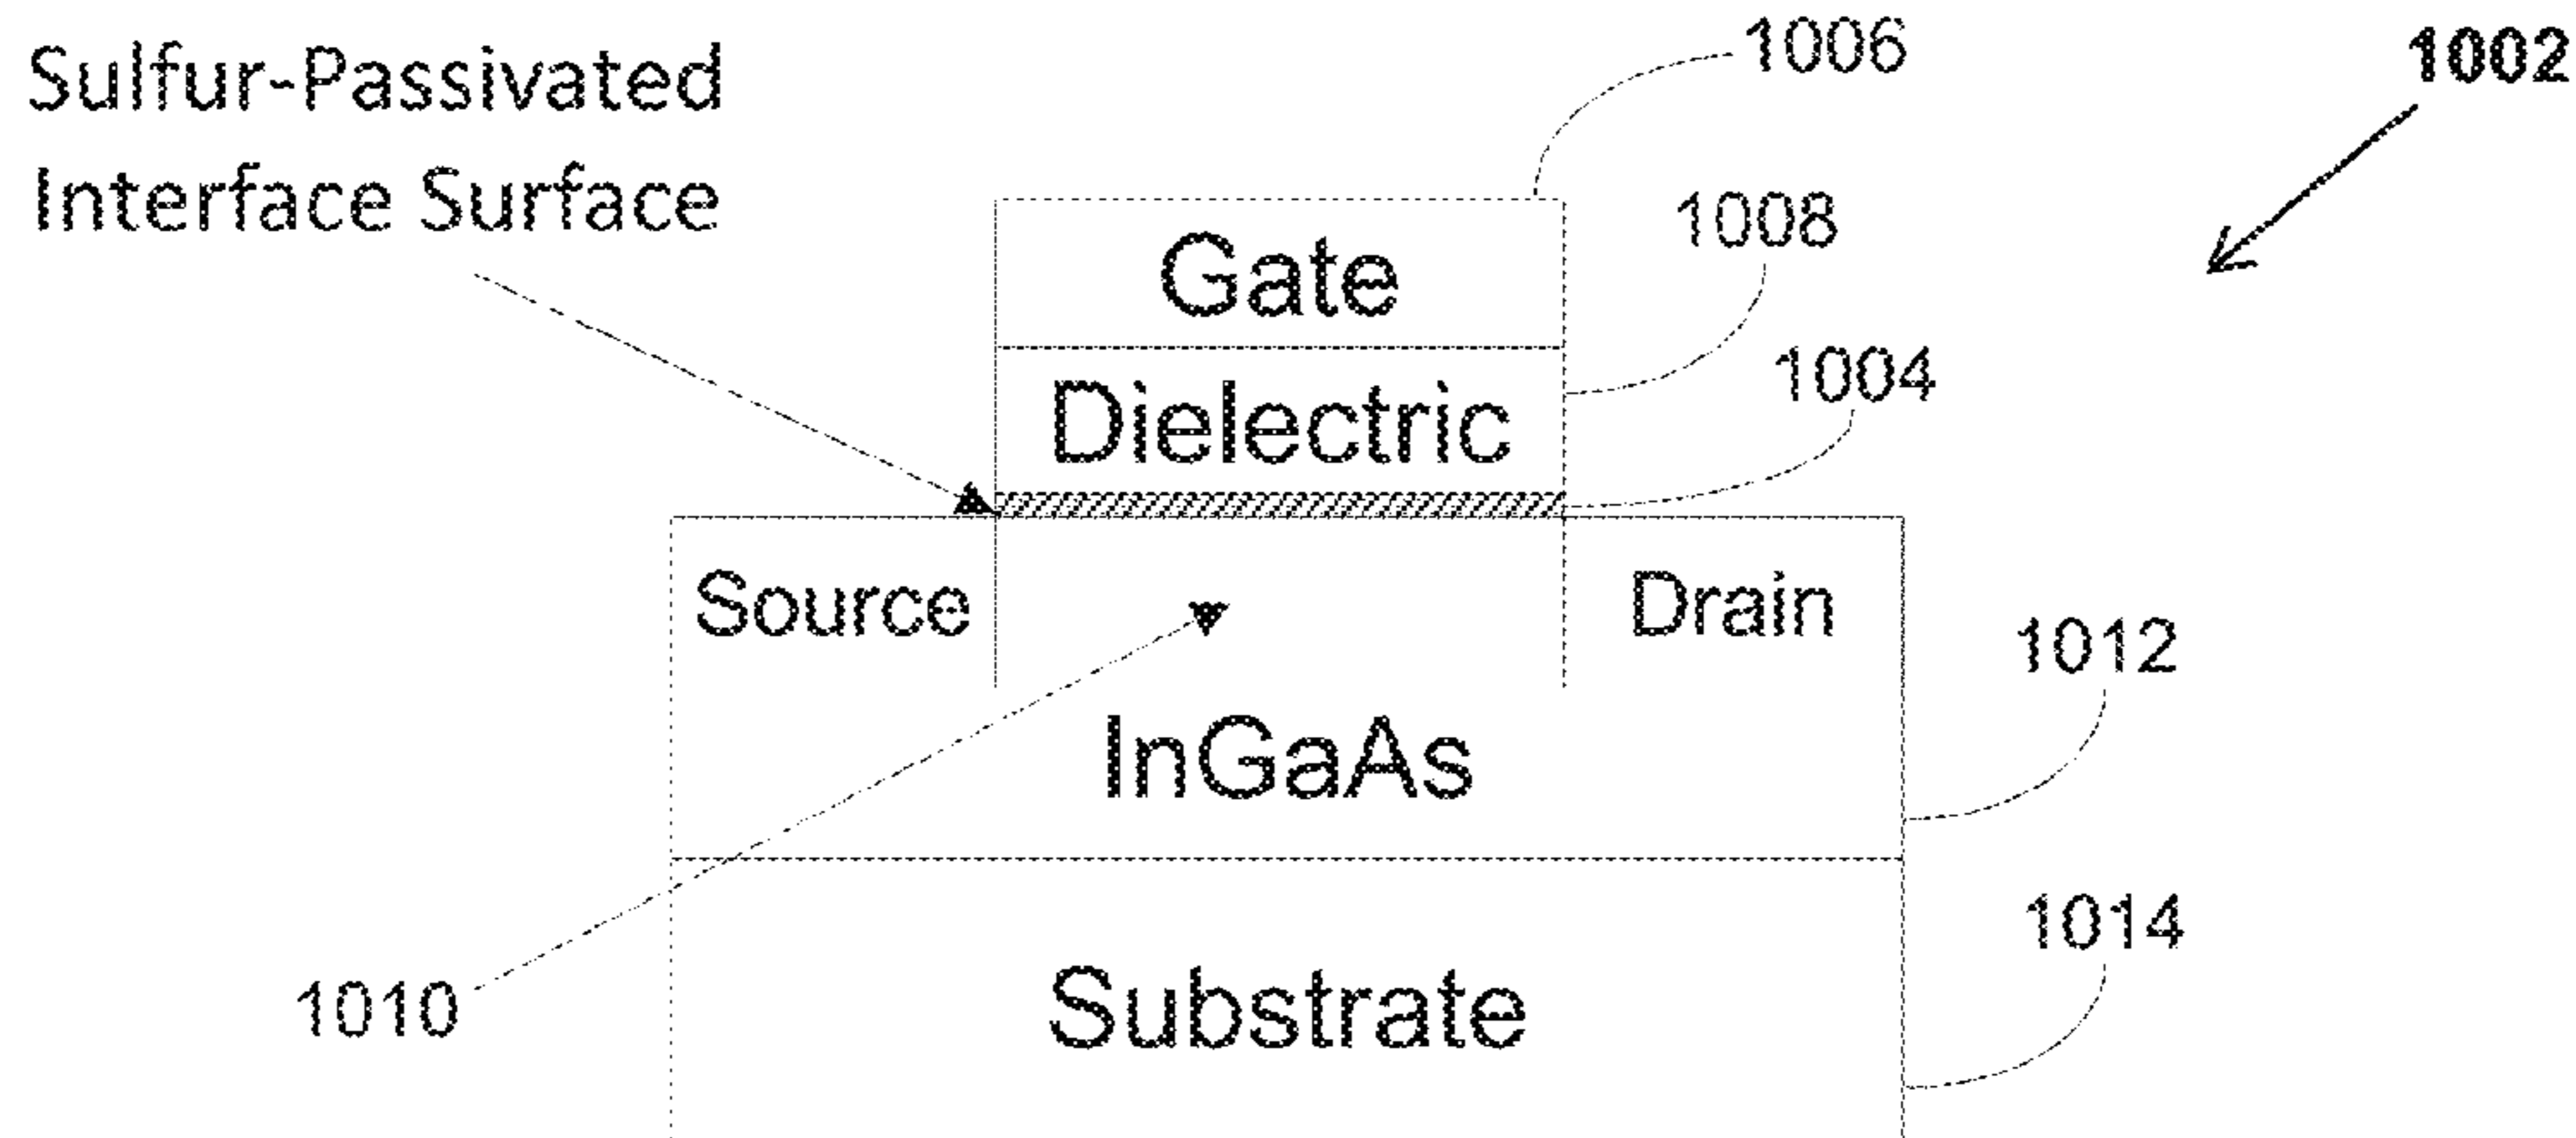 Sulfur-Passivated
Interface Surface
1006
1002
1008
Gate
1004
Dielectric
Source
Drain
1012
InGaAs
1014
1010
Substrate